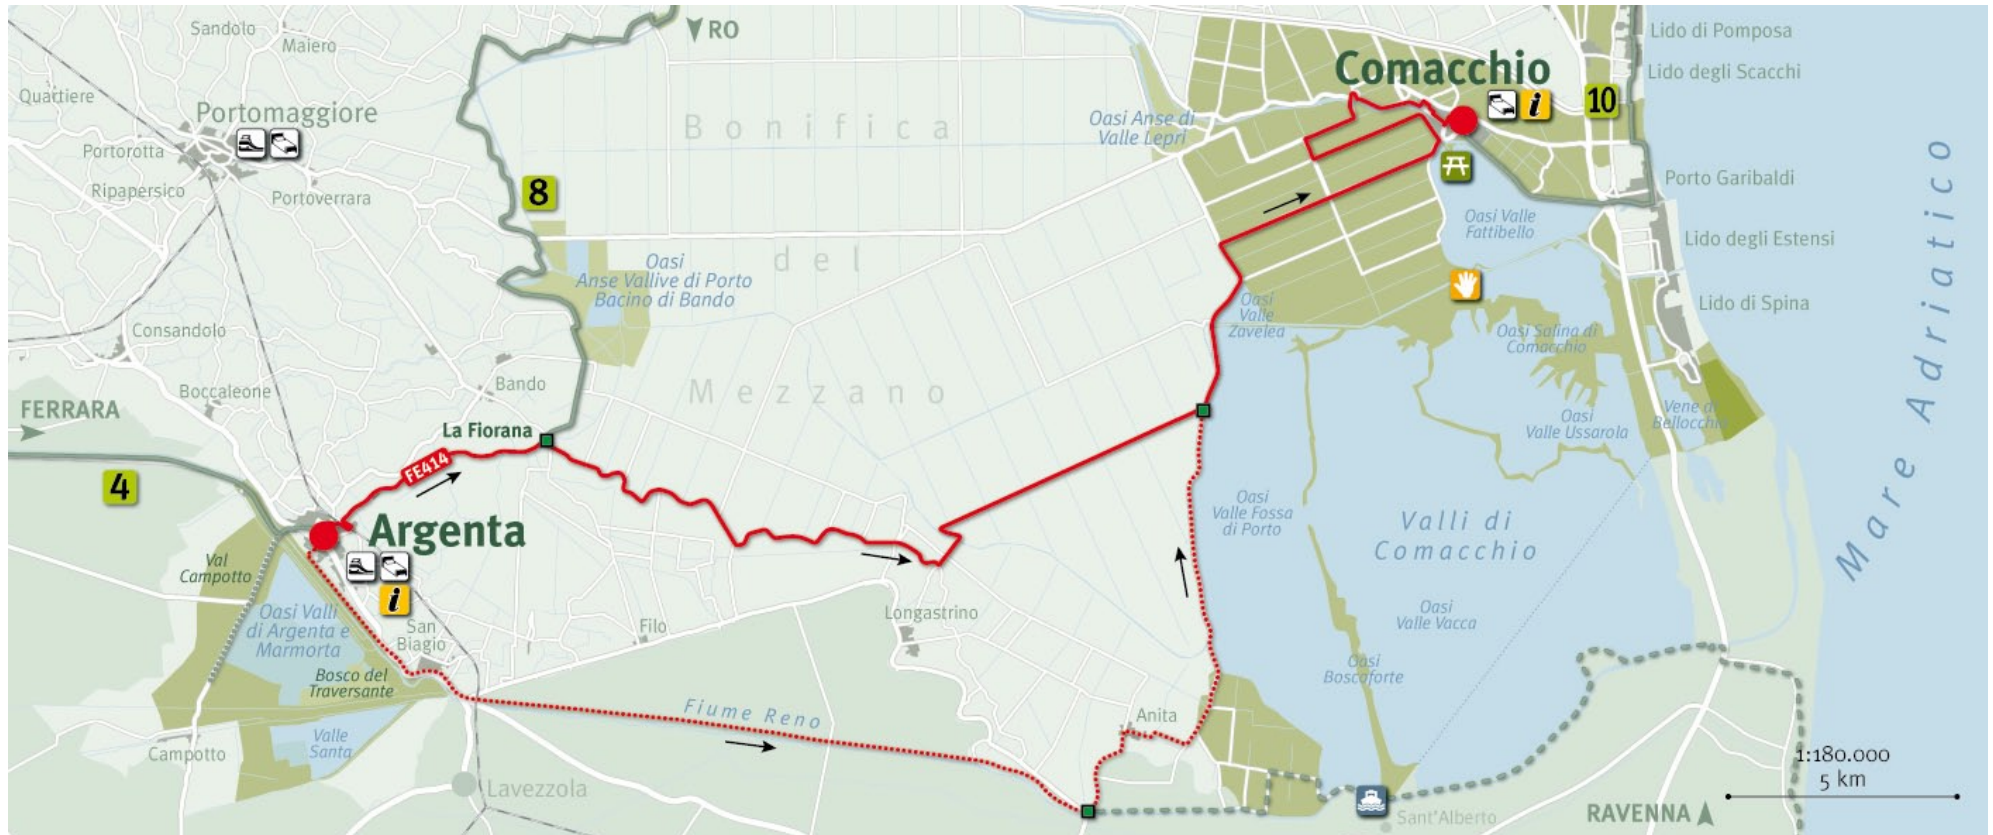 Sandolo
Maiero
RO
Quartiere
Portomaggiore
Portorotta
Ripapersico
Portoverrara
Consandolo
Boccaleone
Bando
FERRARA
La Fiorana
FE414
4
8
10
Argenta
i
Val
Campotto
Oasi Valli
di Argenta e
Marmorta
San
Biagio
Bosco del
Traversante
Campotto
Valle
Santa
Lavezzola
Filo
Longastrino
Fiume Reno
Anita
Bonifica
del
Mezzano
Oasi
Anse Vallive di Porto
Bacino di Bando
Oasi Anse di
Valle Lepri
Comacchio
i
Lido di Pomposa
Lido degli Scacchi
Porto Garibaldi
Lido degli Estensi
Lido di Spina
Oasi Valle
Fattibello
Oasi
Valle
Zavelea
Oasi Salina di
Comacchio
Oasi
Valle Ussarola
Vene di
Bellocchio
Oasi
Valle Fossa
di Porto
Valli di
Comacchio
Oasi
Valle Vacca
Oasi
Boscoforte
Mare Adriatico
Sant'Alberto
RAVENNA
1:180.000
5 km